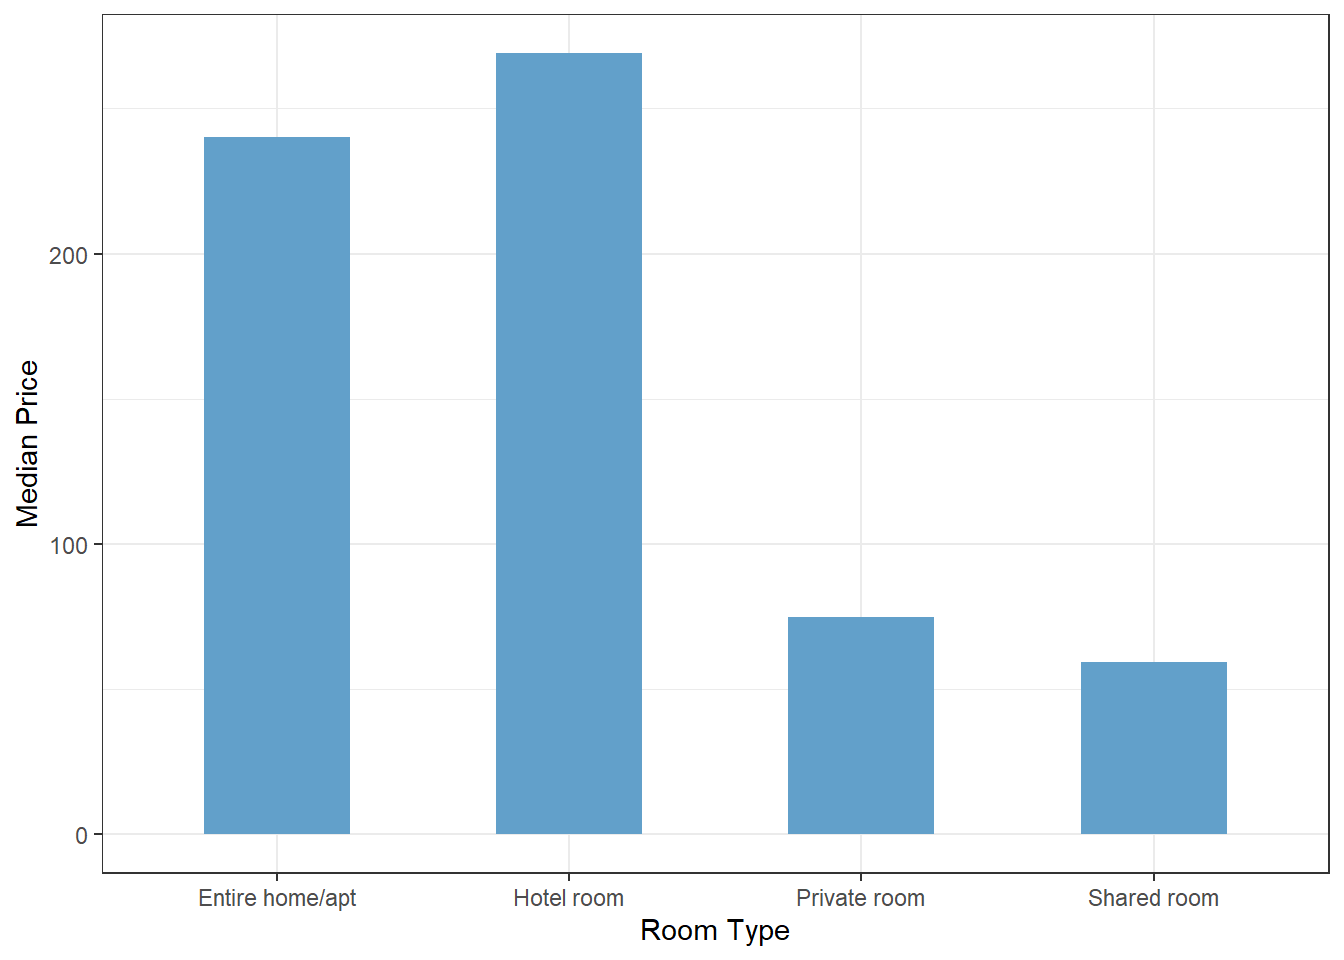 Median Price
200
100
0
Entire home/apt
Hotel room
Private room
Shared room
Room Type